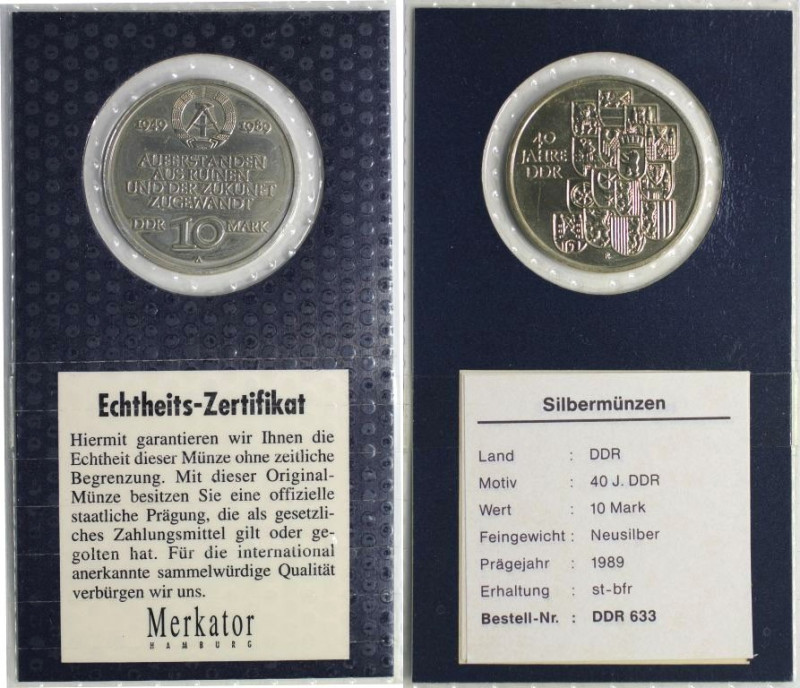 1949 1989
AUFERSTANDEN
AUS RUINEN
UND DER ZUKUNFT
ZUGEWANDT
DDR 10 MARK
A
Echtheits-Zertifikat
Hiermit garantieren wir Ihnen die
Echtheit dieser Münze ohne zeitliche
Begrenzung. Mit dieser Original-
Münze besitzen Sie eine offizielle
staatliche Prägung, die als gesetzli-
ches Zahlungsmittel gilt oder ge-
golten hat. Für die international
anerkannte sammelwürdige Qualität
verbürgen wir uns.
Merkator
HAMBURG
40
JAHRE
DDR
Silbermünzen
Land : DDR
Motiv : 40 J. DDR
Wert : 10 Mark
Feingewicht : Neusilber
Prägejahr : 1989
Erhaltung : st-bfr
Bestell-Nr. : DDR 633